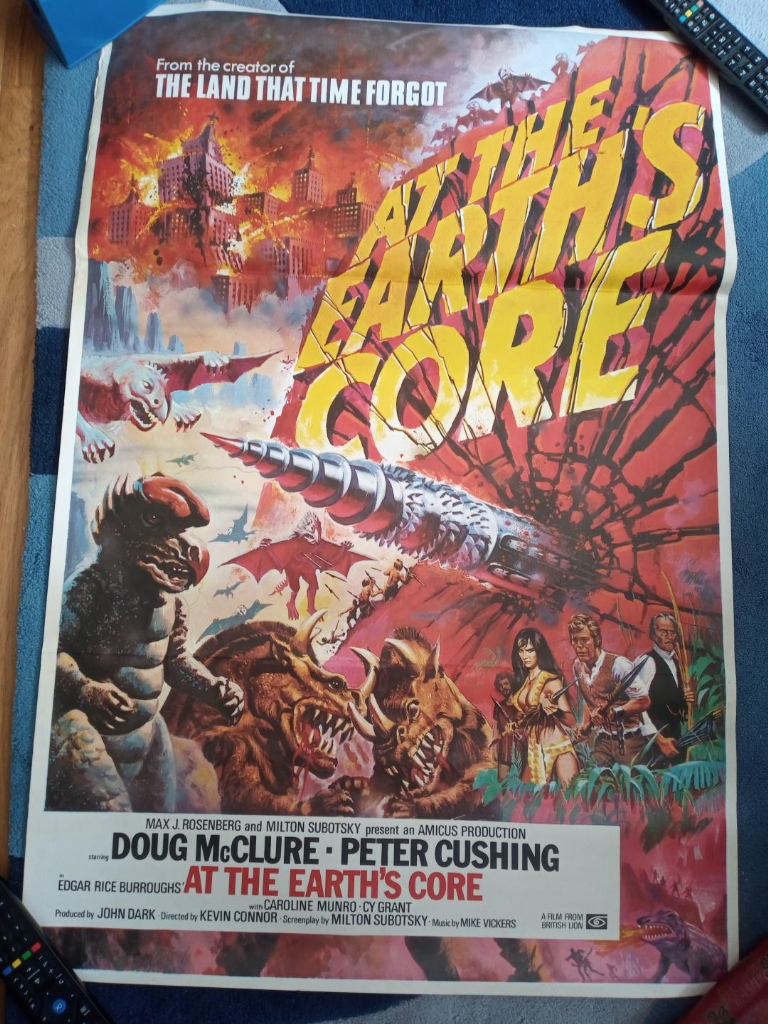 From the creator of
THE LAND THAT TIME FORGOT
AT THE
EARTH'S
CORE
MAX J. ROSENBERG and MILTON SUBOTSKY present an AMICUS PRODUCTION
starring DOUG McCLURE · PETER CUSHING
in
EDGAR RICE BURROUGHS' AT THE EARTH'S CORE
with CAROLINE MUNRO · CY GRANT
Produced by JOHN DARK · Directed by KEVIN CONNOR · Screenplay by MILTON SUBOTSKY · Music by MIKE VICKERS
A FILM FROM
BRITISH LION